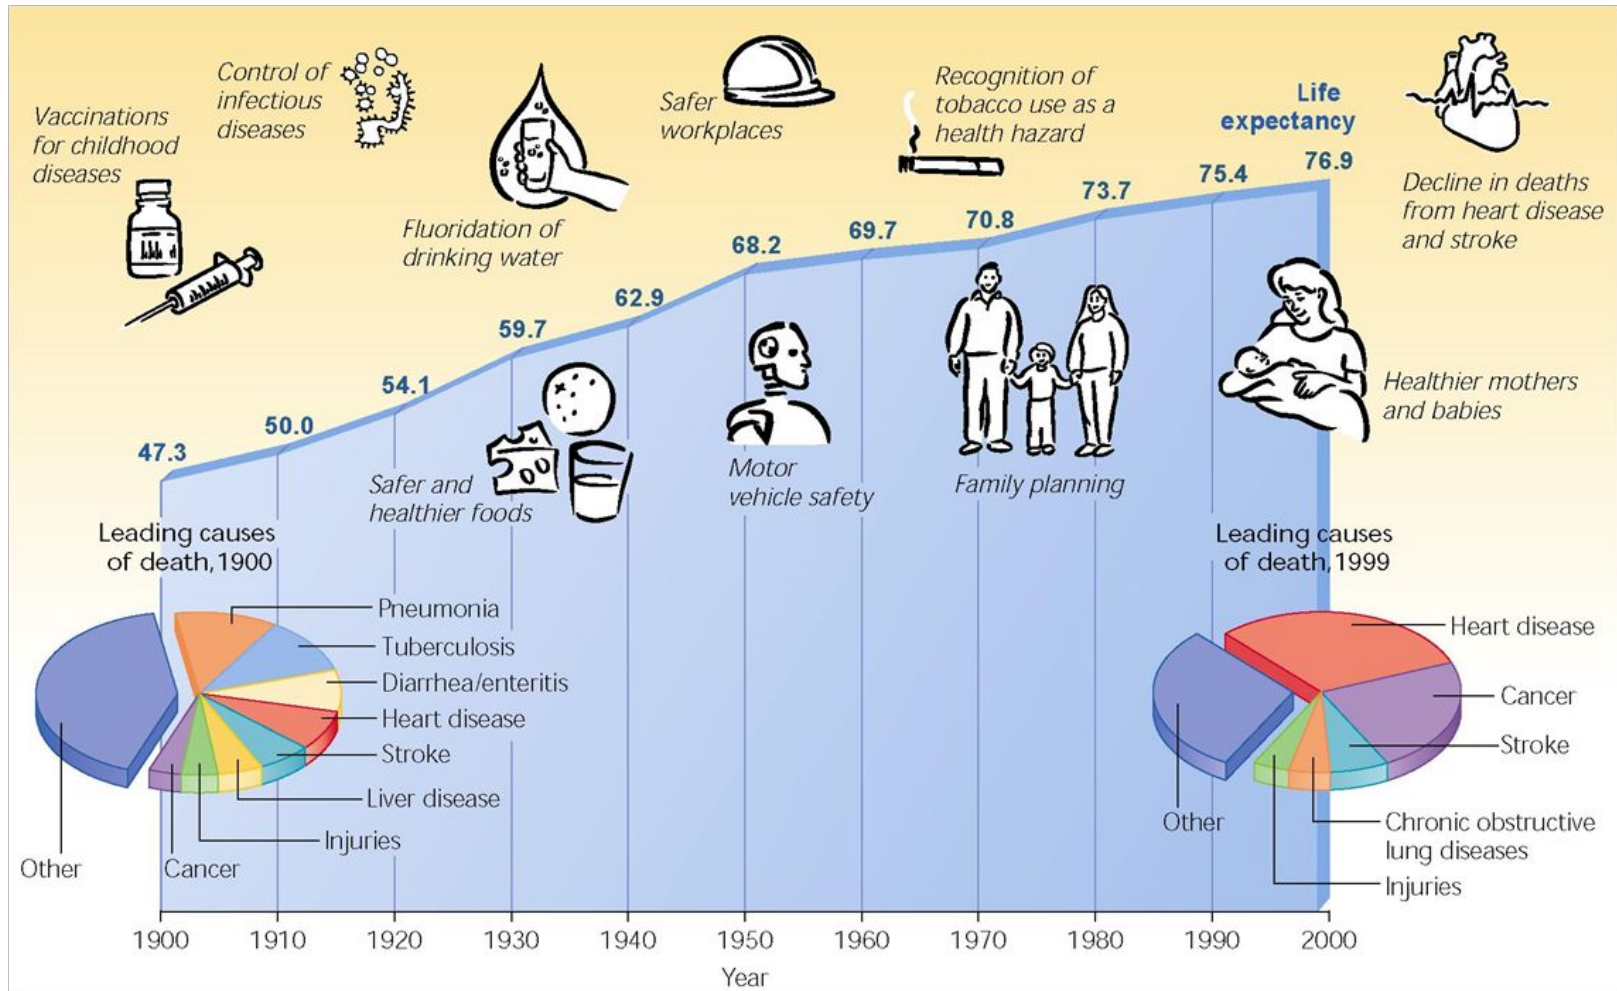 Vaccinations
for childhood
diseases
Control of
infectious
diseases
Fluoridation of
drinking water
Safer
workplaces
Recognition of
tobacco use as a
health hazard
Life
expectancy
Decline in deaths
from heart disease
and stroke
47.3
50.0
54.1
59.7
62.9
68.2
69.7
70.8
73.7
75.4
76.9
Safer and
healthier foods
Motor
vehicle safety
Family planning
Healthier mothers
and babies
Leading causes
of death, 1900
Pneumonia
Tuberculosis
Diarrhea/enteritis
Heart disease
Stroke
Liver disease
Injuries
Cancer
Other
Leading causes
of death, 1999
Heart disease
Cancer
Stroke
Chronic obstructive
lung diseases
Injuries
Other
1900 1910 1920 1930 1940 1950 1960 1970 1980 1990 2000
Year